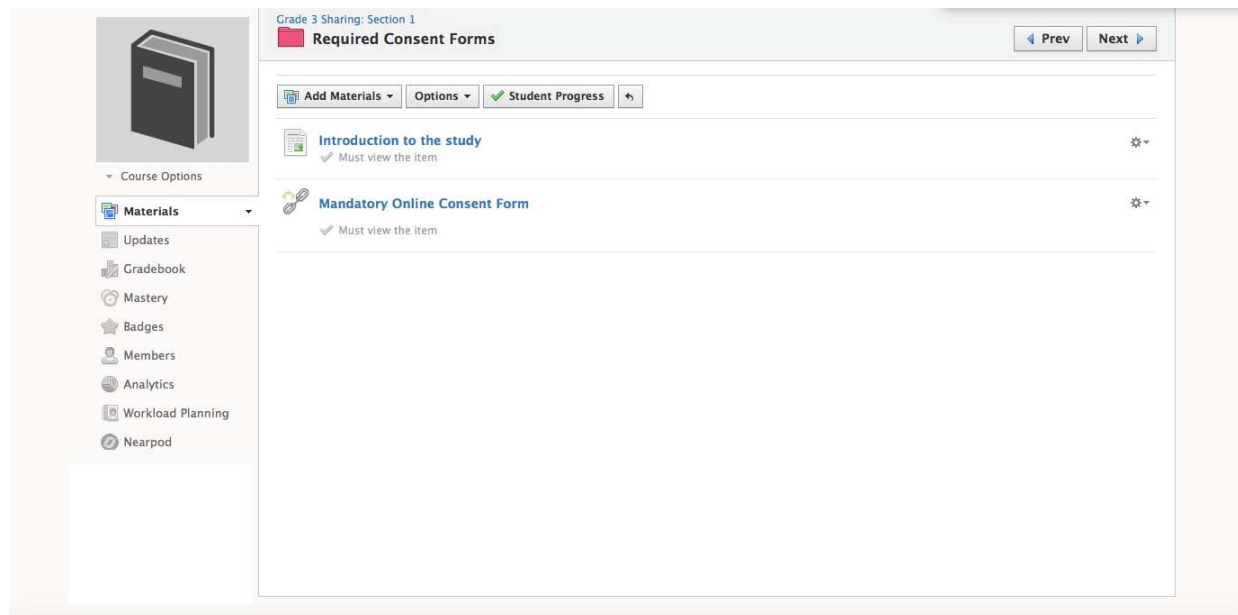 Grade 3 Sharing: Section 1
Required Consent Forms
Prev
Next
Add Materials
Options
Student Progress
Introduction to the study
Must view the item
Mandatory Online Consent Form
Must view the item
Course Options
Materials
Updates
Gradebook
Mastery
Badges
Members
Analytics
Workload Planning
Nearpod